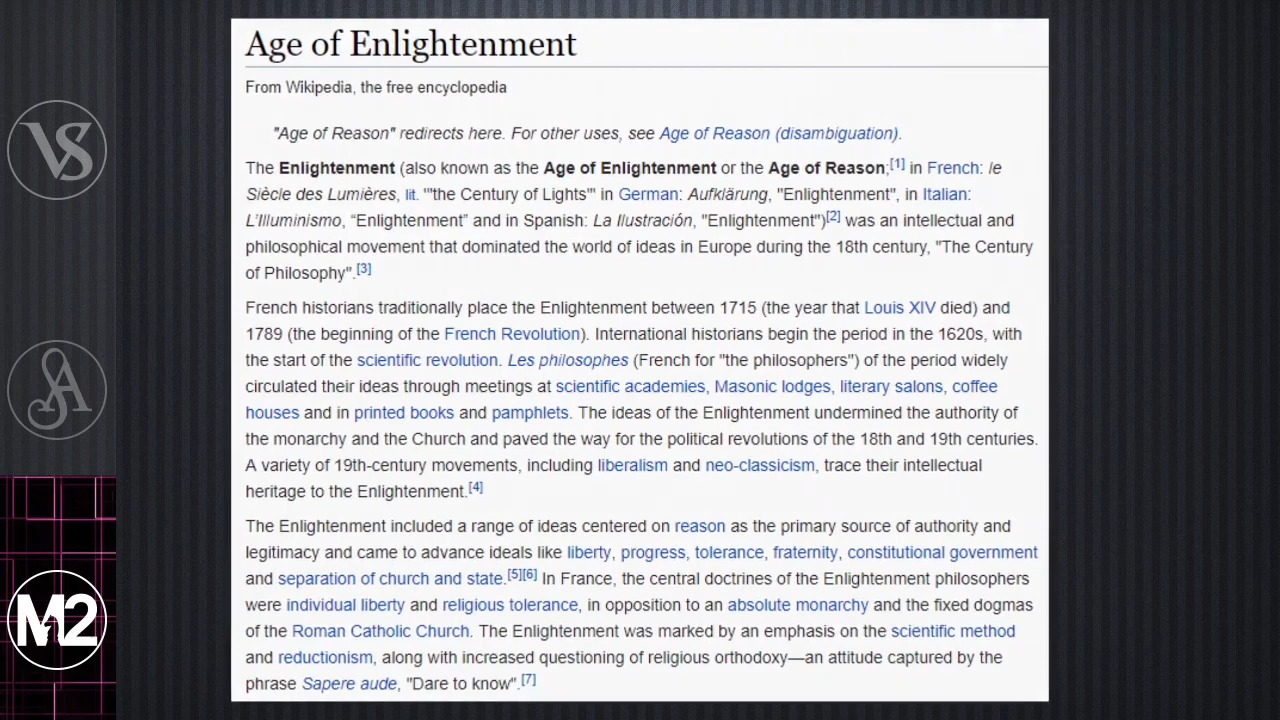 Age of Enlightenment
From Wikipedia, the free encyclopedia
"Age of Reason" redirects here. For other uses, see Age of Reason (disambiguation).
The Enlightenment (also known as the Age of Enlightenment or the Age of Reason;[1] in French: le
Siècle des Lumières, lit. '"the Century of Lights"' in German: Aufklärung, "Enlightenment", in Italian:
L'Illuminismo, “Enlightenment” and in Spanish: La Ilustración, "Enlightenment")[2] was an intellectual and
philosophical movement that dominated the world of ideas in Europe during the 18th century, "The Century
of Philosophy".[3]
French historians traditionally place the Enlightenment between 1715 (the year that Louis XIV died) and
1789 (the beginning of the French Revolution). International historians begin the period in the 1620s, with
the start of the scientific revolution. Les philosophes (French for "the philosophers") of the period widely
circulated their ideas through meetings at scientific academies, Masonic lodges, literary salons, coffee
houses and in printed books and pamphlets. The ideas of the Enlightenment undermined the authority of
the monarchy and the Church and paved the way for the political revolutions of the 18th and 19th centuries.
A variety of 19th-century movements, including liberalism and neo-classicism, trace their intellectual
heritage to the Enlightenment.[4]
The Enlightenment included a range of ideas centered on reason as the primary source of authority and
legitimacy and came to advance ideals like liberty, progress, tolerance, fraternity, constitutional government
and separation of church and state.[5][6] In France, the central doctrines of the Enlightenment philosophers
were individual liberty and religious tolerance, in opposition to an absolute monarchy and the fixed dogmas
of the Roman Catholic Church. The Enlightenment was marked by an emphasis on the scientific method
and reductionism, along with increased questioning of religious orthodoxy—an attitude captured by the
phrase Sapere aude, "Dare to know".[7]
VS
M2